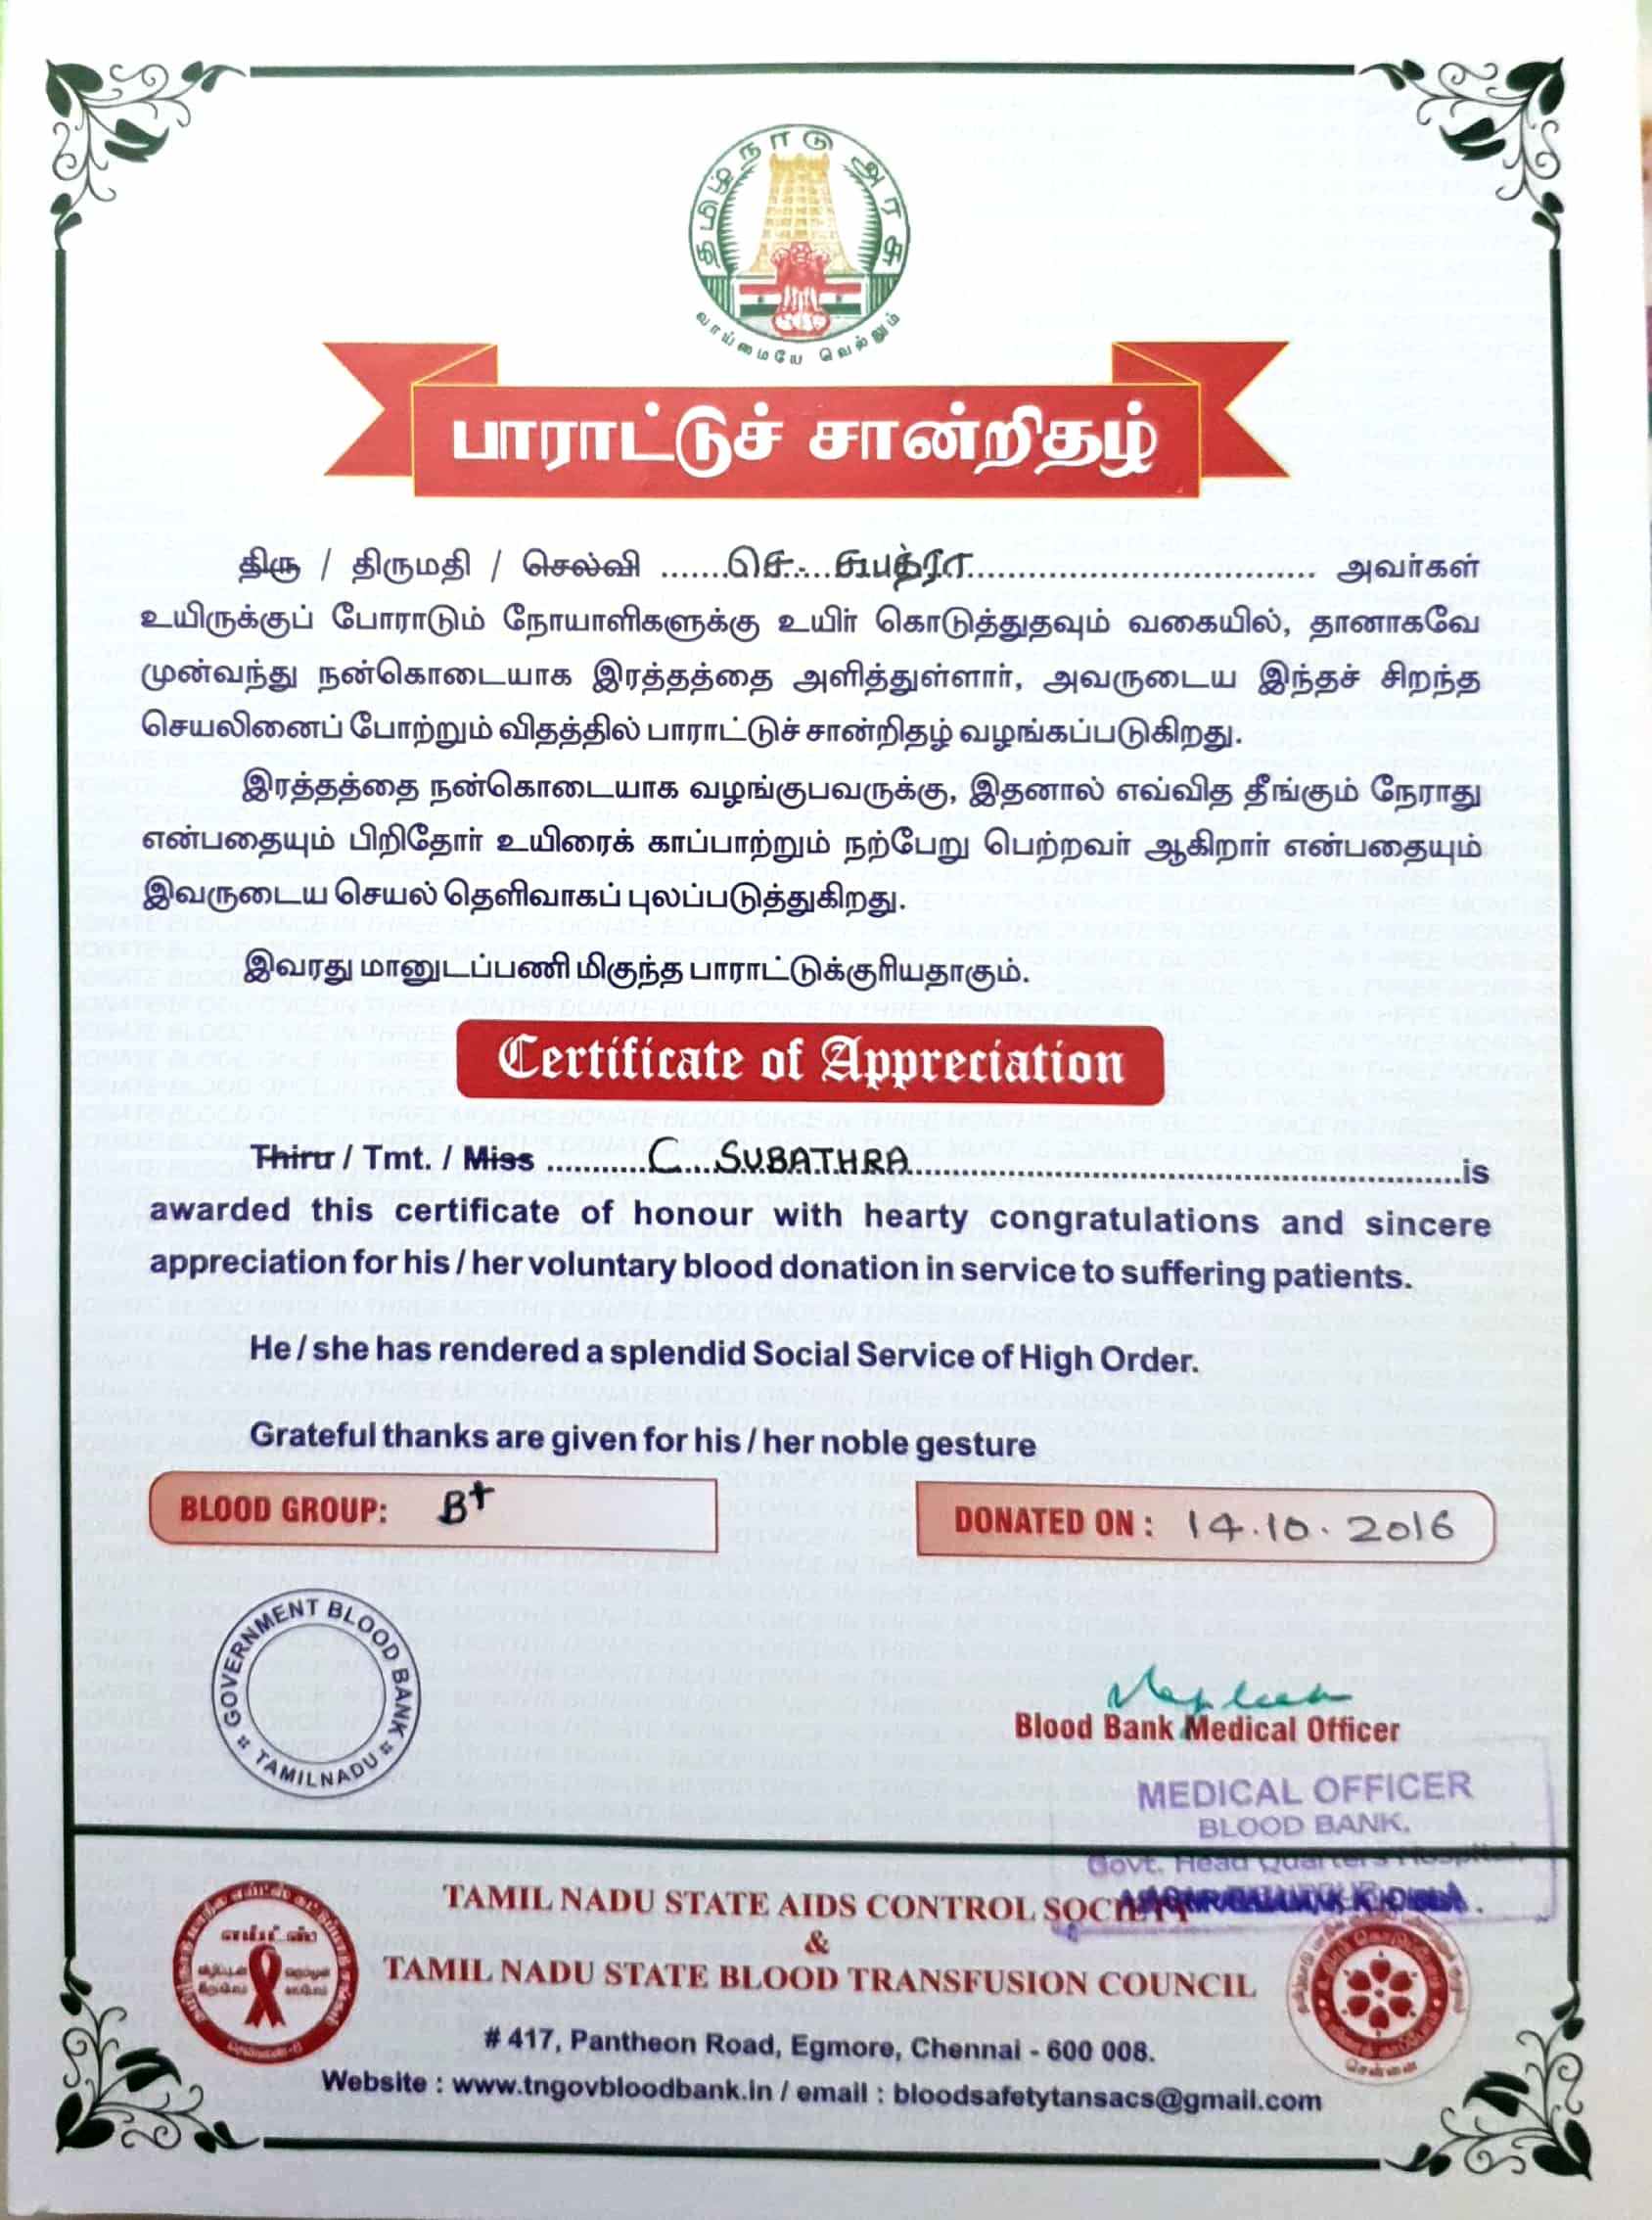 தமிழ்நாடு அரசு
வாய்மையே வெல்லும்
பாராட்டுச் சான்றிதழ்
திரு / திருமதி / செல்வி .......செ. சுபத்ரா.................................. அவர்கள்
உயிருக்குப் போராடும் நோயாளிகளுக்கு உயிர் கொடுத்துதவும் வகையில், தானாகவே
முன்வந்து நன்கொடையாக இரத்தத்தை அளித்துள்ளார், அவருடைய இந்தச் சிறந்த
செயலினைப் போற்றும் விதத்தில் பாராட்டுச் சான்றிதழ் வழங்கப்படுகிறது.
இரத்தத்தை நன்கொடையாக வழங்குபவருக்கு, இதனால் எவ்வித தீங்கும் நேராது
என்பதையும் பிறிதோர் உயிரைக் காப்பாற்றும் நற்பேறு பெற்றவர் ஆகிறார் என்பதையும்
இவருடைய செயல் தெளிவாகப் புலப்படுத்துகிறது.
இவரது மானுடப்பணி மிகுந்த பாராட்டுக்குரியதாகும்.
Certificate of Appreciation
Thiru / Tmt. / Miss ...........C. SUBATHRA..........................................................is
awarded this certificate of honour with hearty congratulations and sincere
appreciation for his / her voluntary blood donation in service to suffering patients.
He / she has rendered a splendid Social Service of High Order.
Grateful thanks are given for his / her noble gesture
BLOOD GROUP: B+
DONATED ON : 14.10.2016
GOVERNMENT BLOOD BANK
TAMILNADU
Blood Bank Medical Officer
MEDICAL OFFICER
BLOOD BANK.
Govt. Head Quarters Hospital
TAMIL NADU STATE AIDS CONTROL SOCIETY
&
TAMIL NADU STATE BLOOD TRANSFUSION COUNCIL
# 417, Pantheon Road, Egmore, Chennai - 600 008.
Website : www.tngovbloodbank.in / email : bloodsafetytansacs@gmail.com
சென்னை